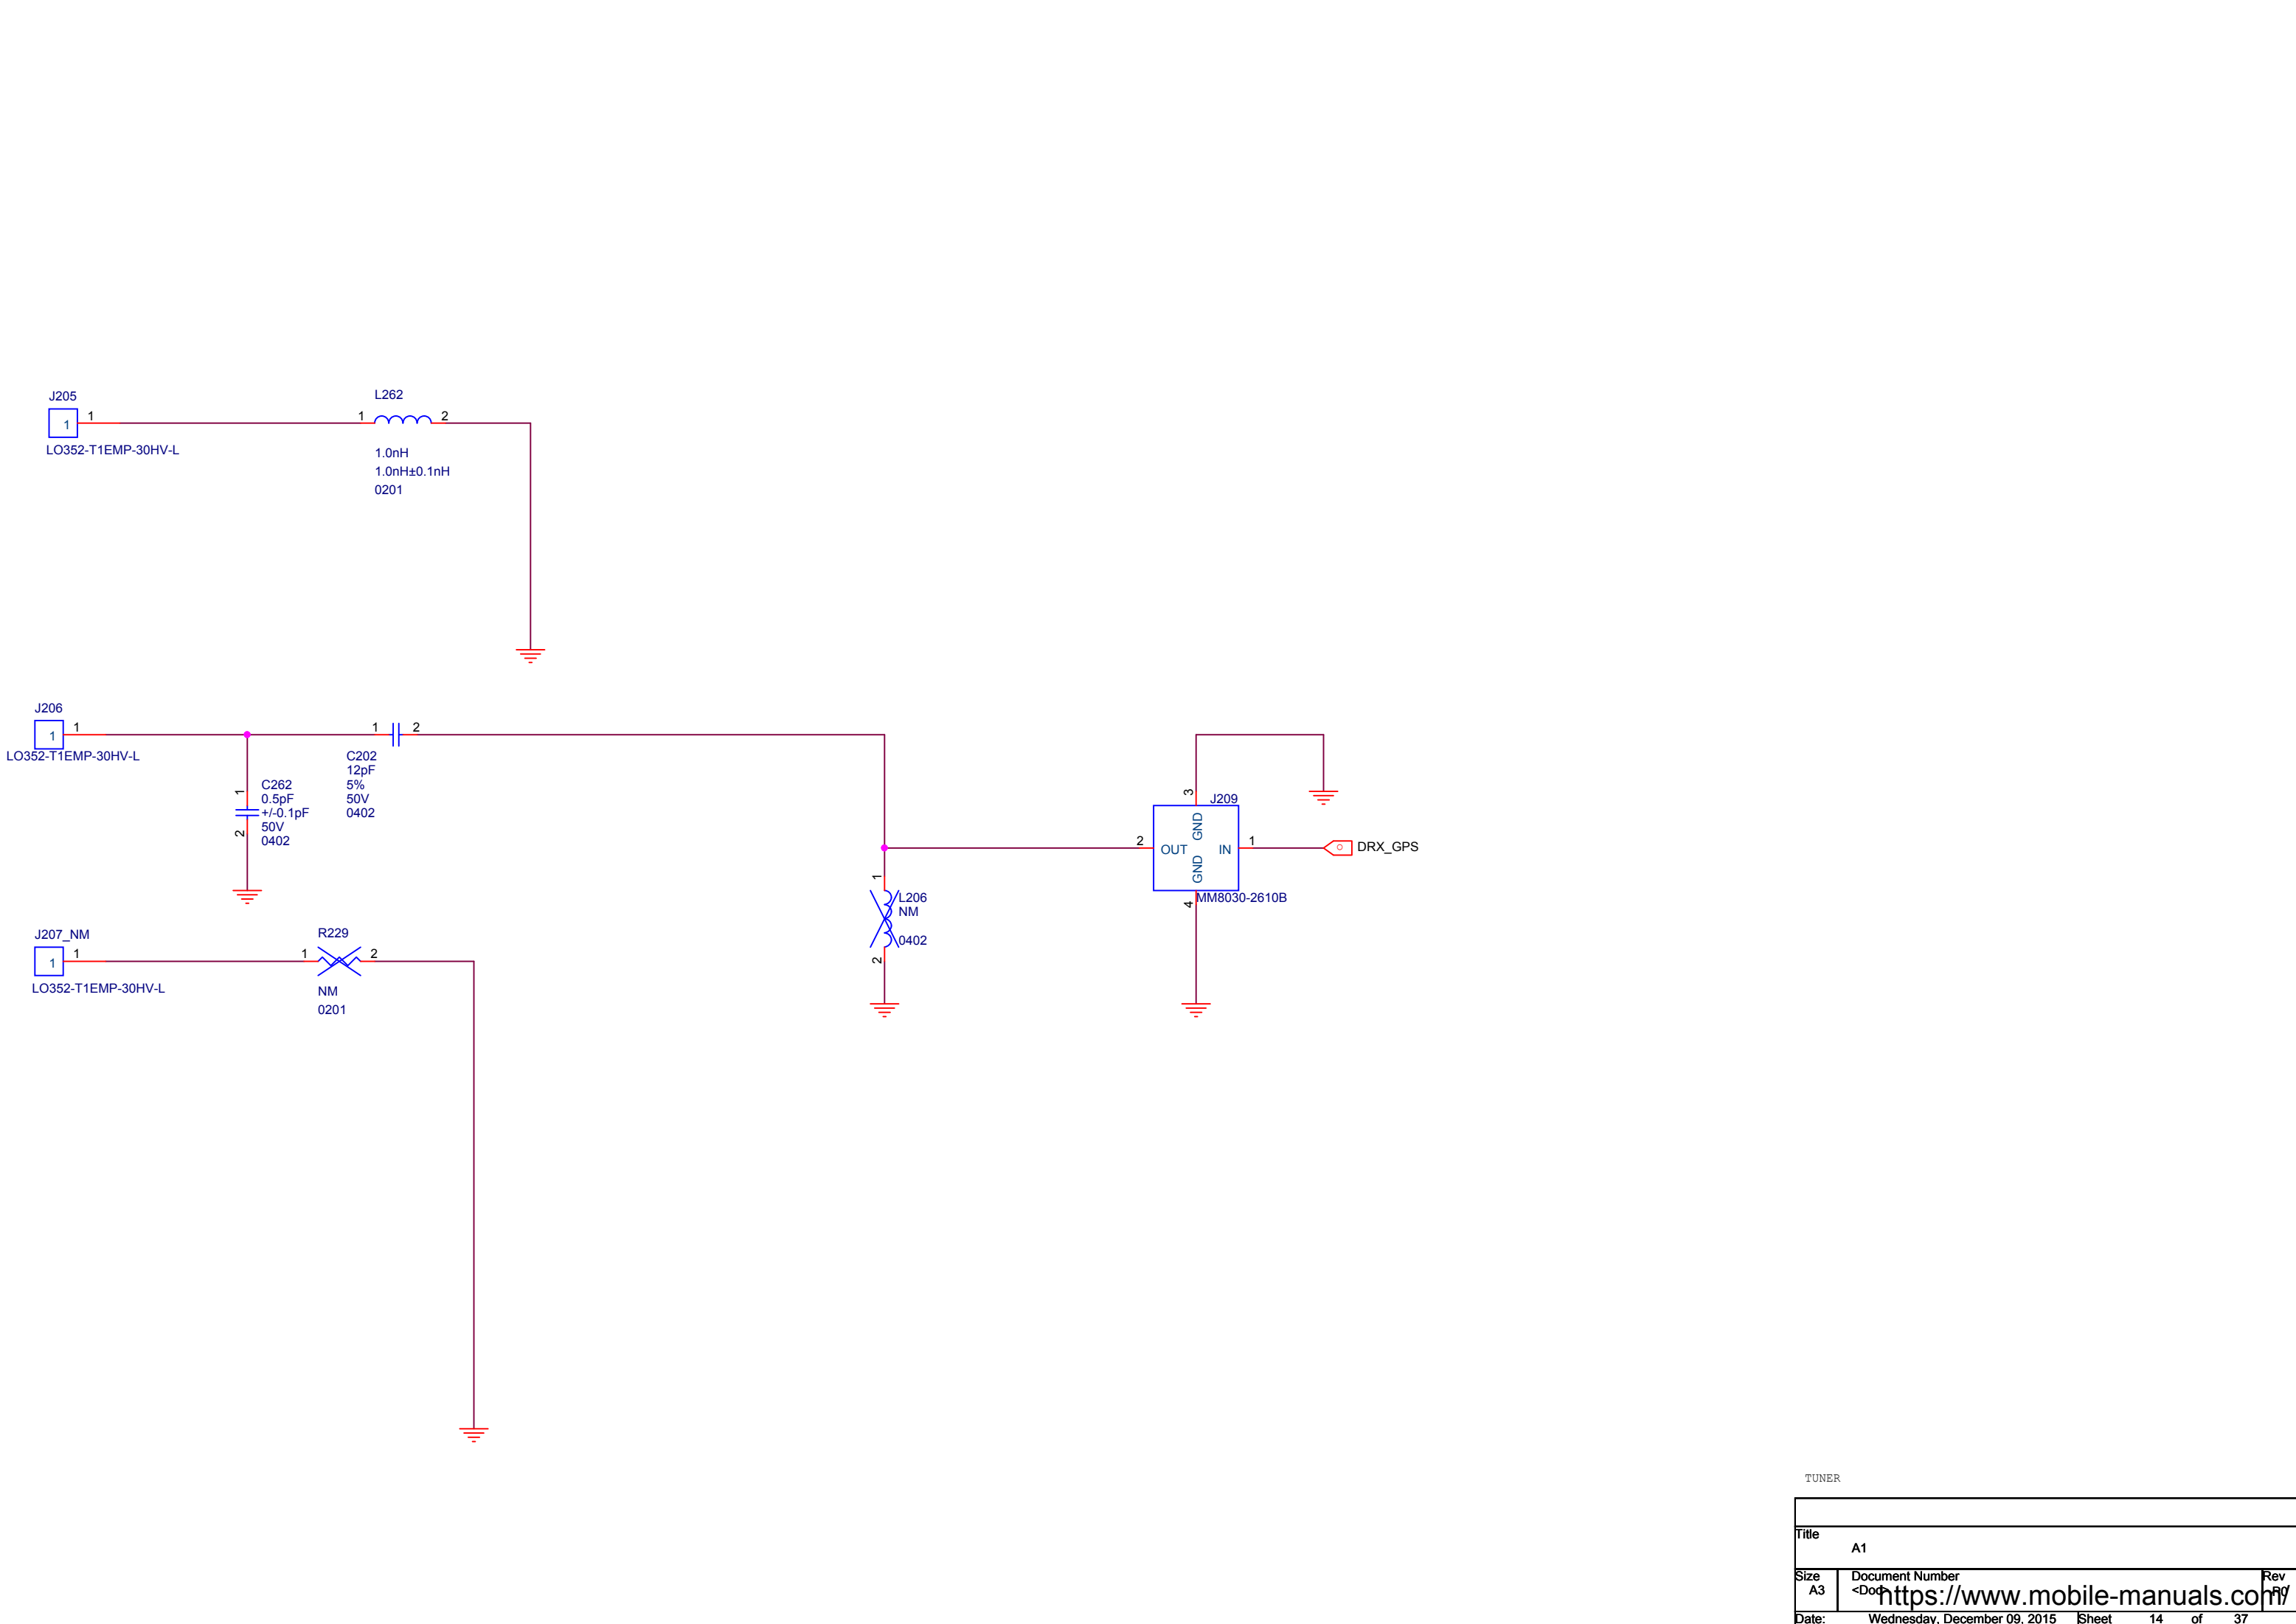 J205
1
1
LO352-T1EMP-30HV-L
L262
1
2
1.0nH
1.0nH±0.1nH
0201
J206
1
1
LO352-T1EMP-30HV-L
1
2
C202
12pF
5%
50V
0402
1
2
C262
0.5pF
+/-0.1pF
50V
0402
J207_NM
1
1
LO352-T1EMP-30HV-L
R229
1
2
NM
0201
1
L206
NM
0402
2
J209
3
GND
2
OUT
IN
1
GND
4
MM8030-2610B
DRX_GPS
TUNER
Title
A1
Size
A3
Document Number
<Doc>
Rev
R0
https://www.mobile-manuals.com/
Date: Wednesday, December 09, 2015 Sheet 14 of 37